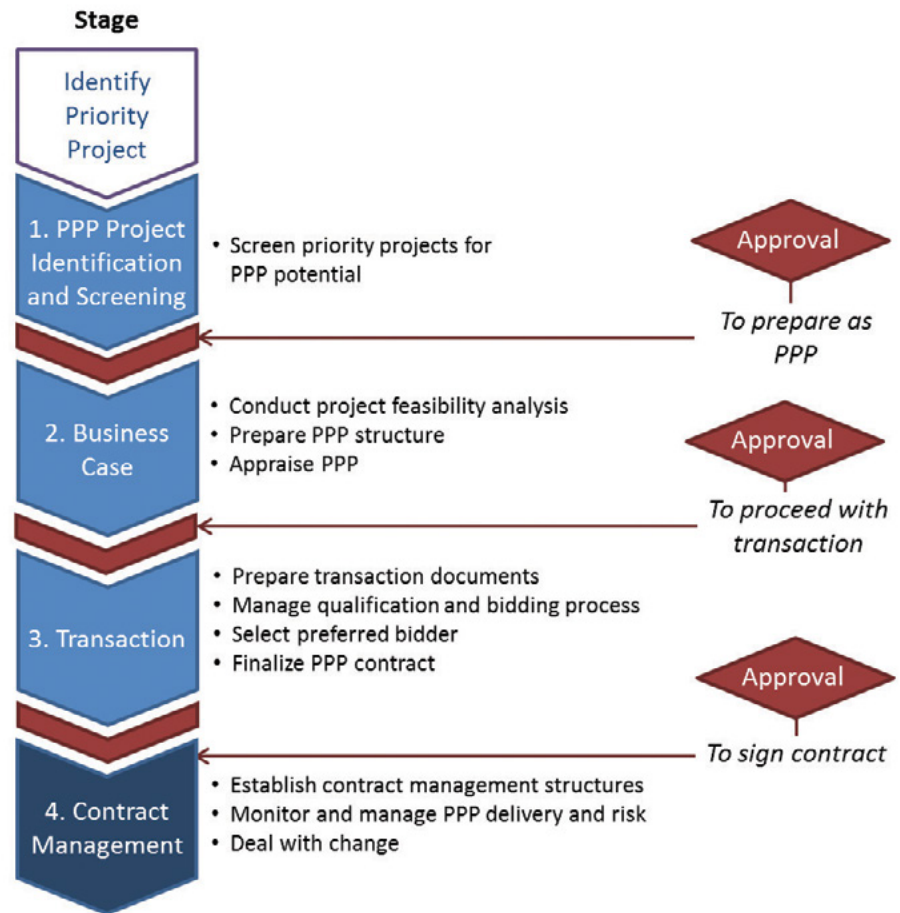 Stage
Identify
Priority
Project
1. PPP Project
Identification
and Screening
• Screen priority projects for
PPP potential
Approval
To prepare as
PPP
2. Business
Case
• Conduct project feasibility analysis
• Prepare PPP structure
• Appraise PPP
Approval
To proceed with
transaction
3. Transaction
• Prepare transaction documents
• Manage qualification and bidding process
• Select preferred bidder
• Finalize PPP contract
Approval
To sign contract
4. Contract
Management
• Establish contract management structures
• Monitor and manage PPP delivery and risk
• Deal with change